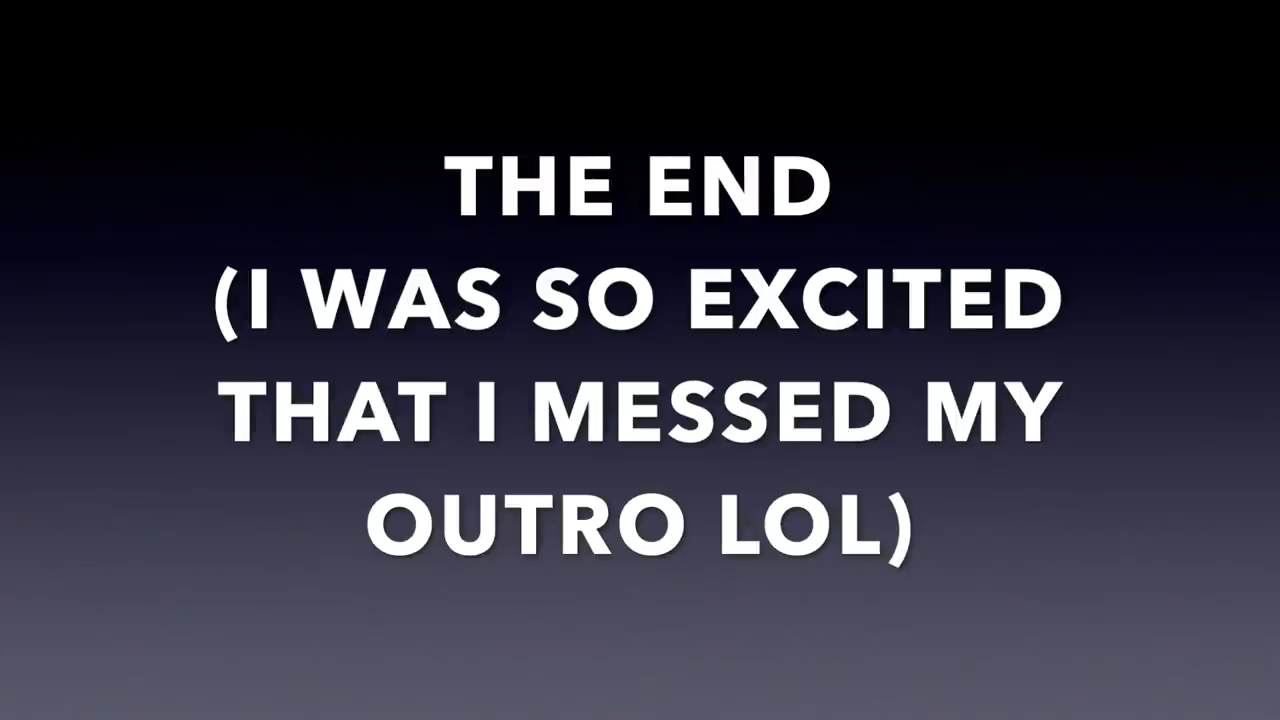 THE END
(I WAS SO EXCITED
THAT I MESSED MY
OUTRO LOL)